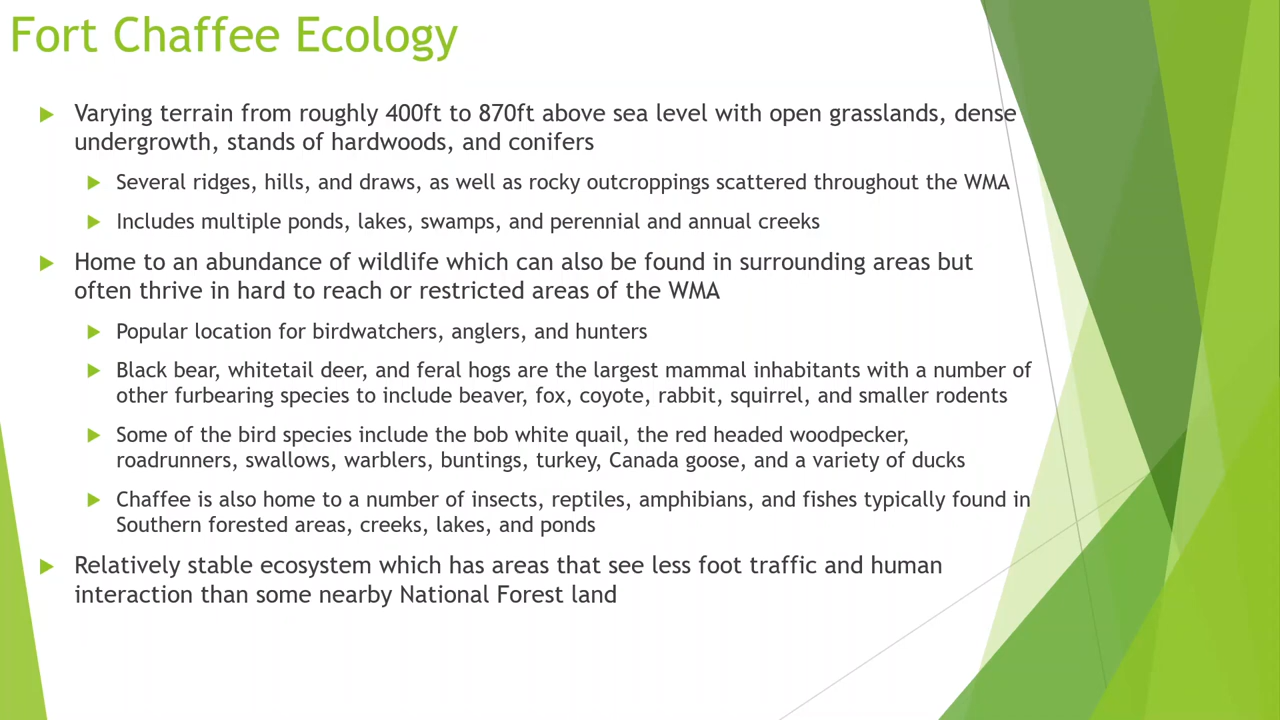 Fort Chaffee Ecology
Varying terrain from roughly 400ft to 870ft above sea level with open grasslands, dense
undergrowth, stands of hardwoods, and conifers
Several ridges, hills, and draws, as well as rocky outcroppings scattered throughout the WMA
Includes multiple ponds, lakes, swamps, and perennial and annual creeks
Home to an abundance of wildlife which can also be found in surrounding areas but
often thrive in hard to reach or restricted areas of the WMA
Popular location for birdwatchers, anglers, and hunters
Black bear, whitetail deer, and feral hogs are the largest mammal inhabitants with a number of
other furbearing species to include beaver, fox, coyote, rabbit, squirrel, and smaller rodents
Some of the bird species include the bob white quail, the red headed woodpecker,
roadrunners, swallows, warblers, buntings, turkey, Canada goose, and a variety of ducks
Chaffee is also home to a number of insects, reptiles, amphibians, and fishes typically found in
Southern forested areas, creeks, lakes, and ponds
Relatively stable ecosystem which has areas that see less foot traffic and human
interaction than some nearby National Forest land